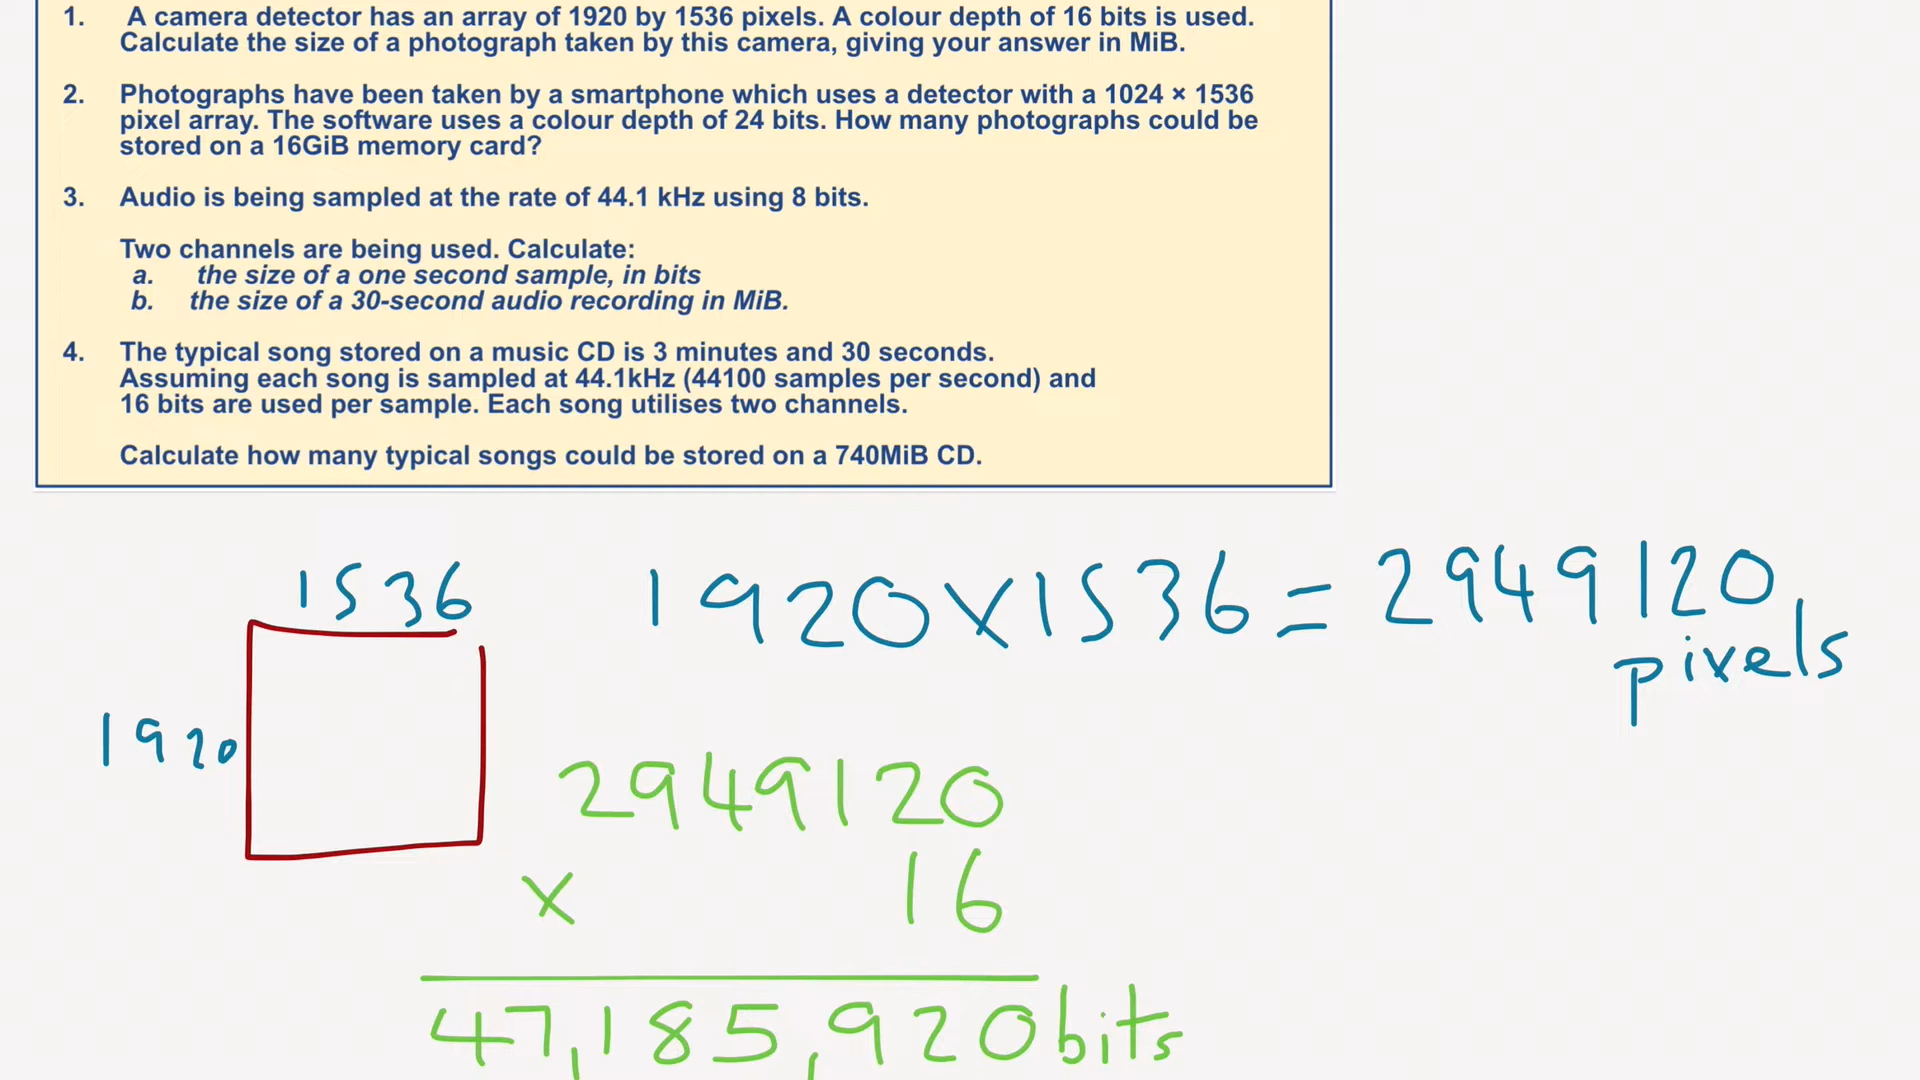 1. A camera detector has an array of 1920 by 1536 pixels. A colour depth of 16 bits is used.
Calculate the size of a photograph taken by this camera, giving your answer in MiB.
2. Photographs have been taken by a smartphone which uses a detector with a 1024 × 1536
pixel array. The software uses a colour depth of 24 bits. How many photographs could be
stored on a 16GiB memory card?
3. Audio is being sampled at the rate of 44.1 kHz using 8 bits.
Two channels are being used. Calculate:
a. the size of a one second sample, in bits
b. the size of a 30-second audio recording in MiB.
4. The typical song stored on a music CD is 3 minutes and 30 seconds.
Assuming each song is sampled at 44.1kHz (44100 samples per second) and
16 bits are used per sample. Each song utilises two channels.
Calculate how many typical songs could be stored on a 740MiB CD.
1536
1920
1920x1536=2949120
pixels
2949120
x 16
47,185,920bits